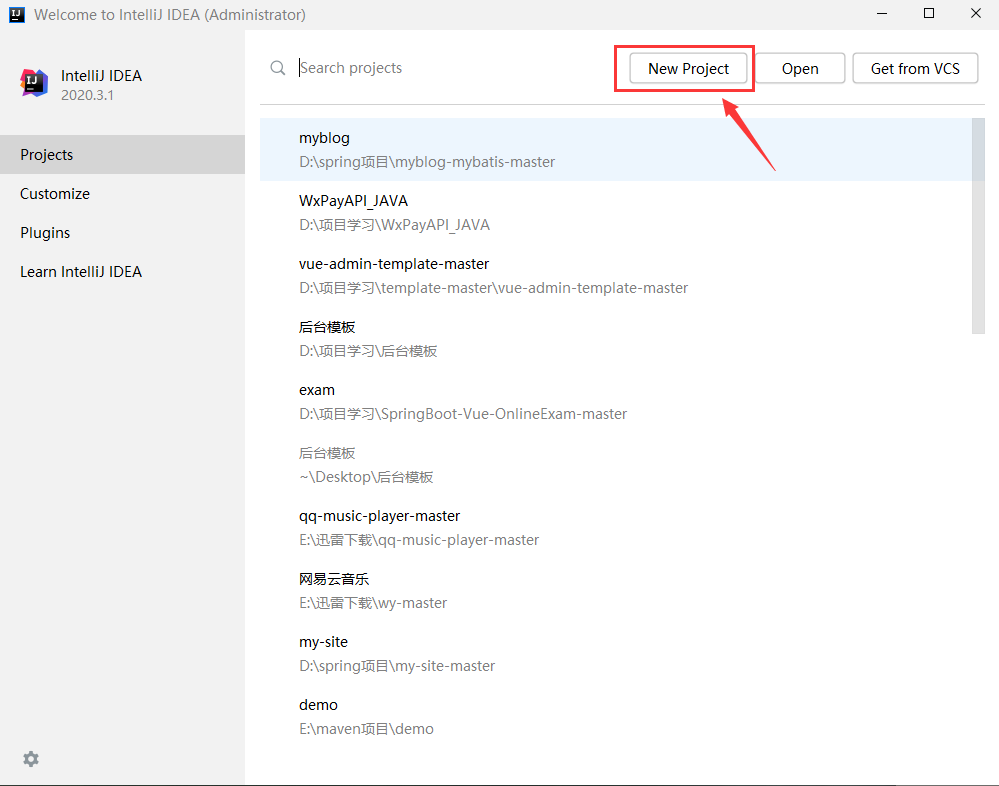 Welcome to IntelliJ IDEA (Administrator)
IntelliJ IDEA
2020.3.1
Projects
Customize
Plugins
Learn IntelliJ IDEA
Search projects
New Project
Open
Get from VCS
myblog
D:\spring项目\myblog-mybatis-master
WxPayAPI_JAVA
D:\项目学习\WxPayAPI_JAVA
vue-admin-template-master
D:\项目学习\template-master\vue-admin-template-master
后台模板
D:\项目学习\后台模板
exam
D:\项目学习\SpringBoot-Vue-OnlineExam-master
后台模板
~\Desktop\后台模板
qq-music-player-master
E:\迅雷下载\qq-music-player-master
网易云音乐
E:\迅雷下载\wy-master
my-site
D:\spring项目\my-site-master
demo
E:\maven项目\demo